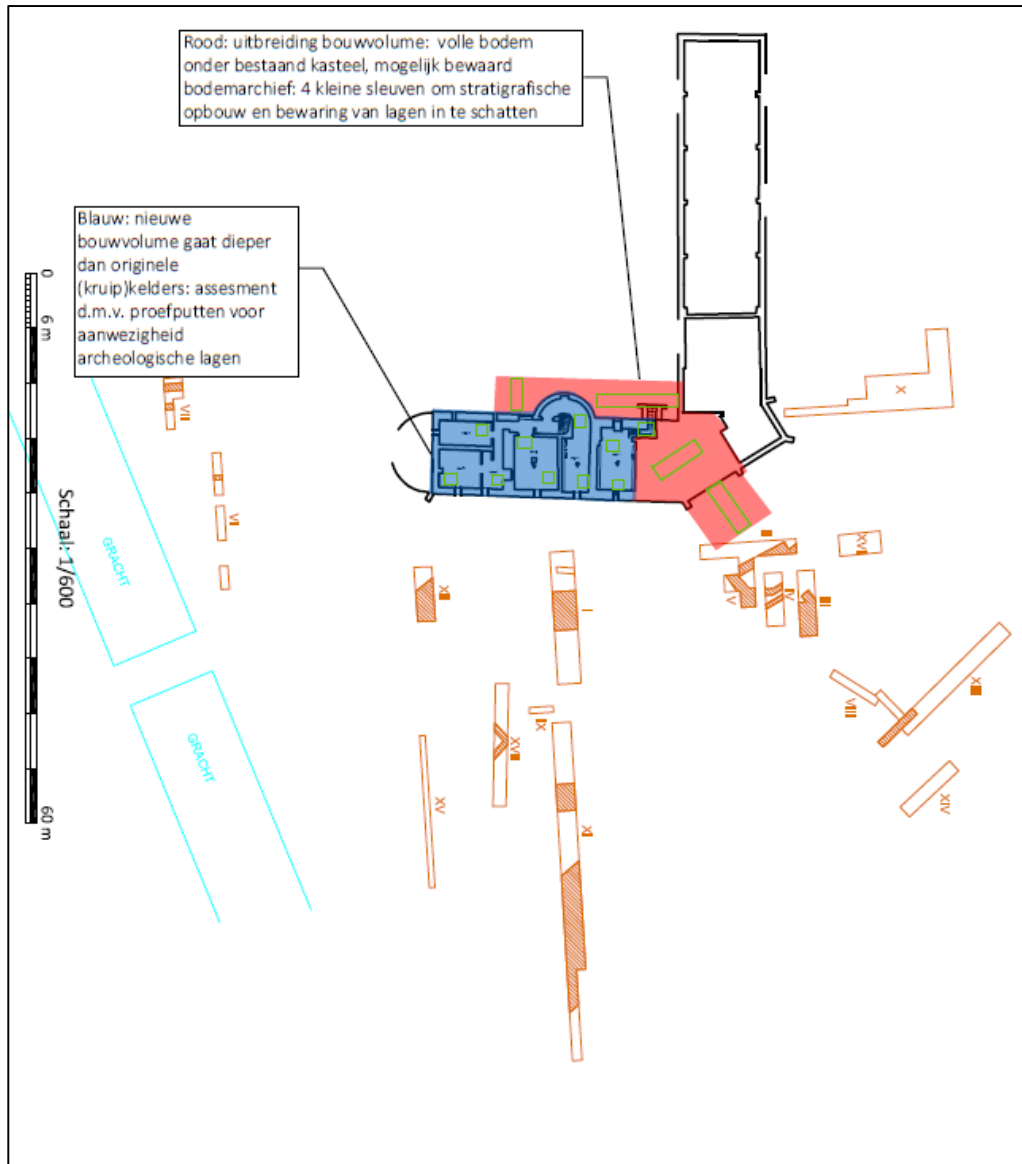 Rood: uitbreiding bouwvolume: volle bodem
onder bestaand kasteel, mogelijk bewaard
bodemarchief: 4 kleine sleuven om stratigrafische
opbouw en bewaring van lagen in te schatten
Blauw: nieuwe
bouwvolume gaat dieper
dan originele
(kruip)kelders: assesment
d.m.v. proefputten voor
aanwezigheid
archeologische lagen
0
6 m
60 m
Schaal: 1/600
GRACHT
GRACHT
VII
VI
X
I
II
III
IV
V
VIII
IX
XI
XII
XIII
XIV
XV
XVI
XVII